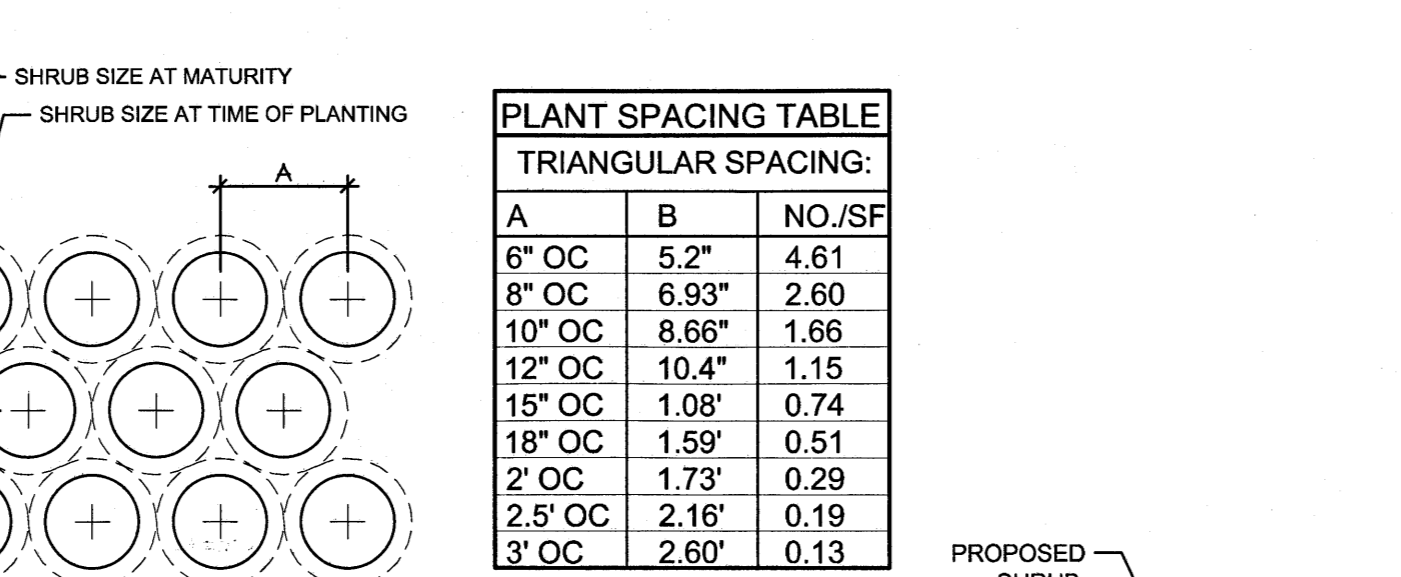 SHRUB SIZE AT MATURITY
SHRUB SIZE AT TIME OF PLANTING
A
PLANT SPACING TABLE
TRIANGULAR SPACING:
A B NO./SF
6" OC 5.2" 4.61
8" OC 6.93" 2.60
10" OC 8.66" 1.66
12" OC 10.4" 1.15
15" OC 1.08' 0.74
18" OC 1.59' 0.51
2' OC 1.73' 0.29
2.5' OC 2.16' 0.19
3' OC 2.60' 0.13
PROPOSED
SHRUB